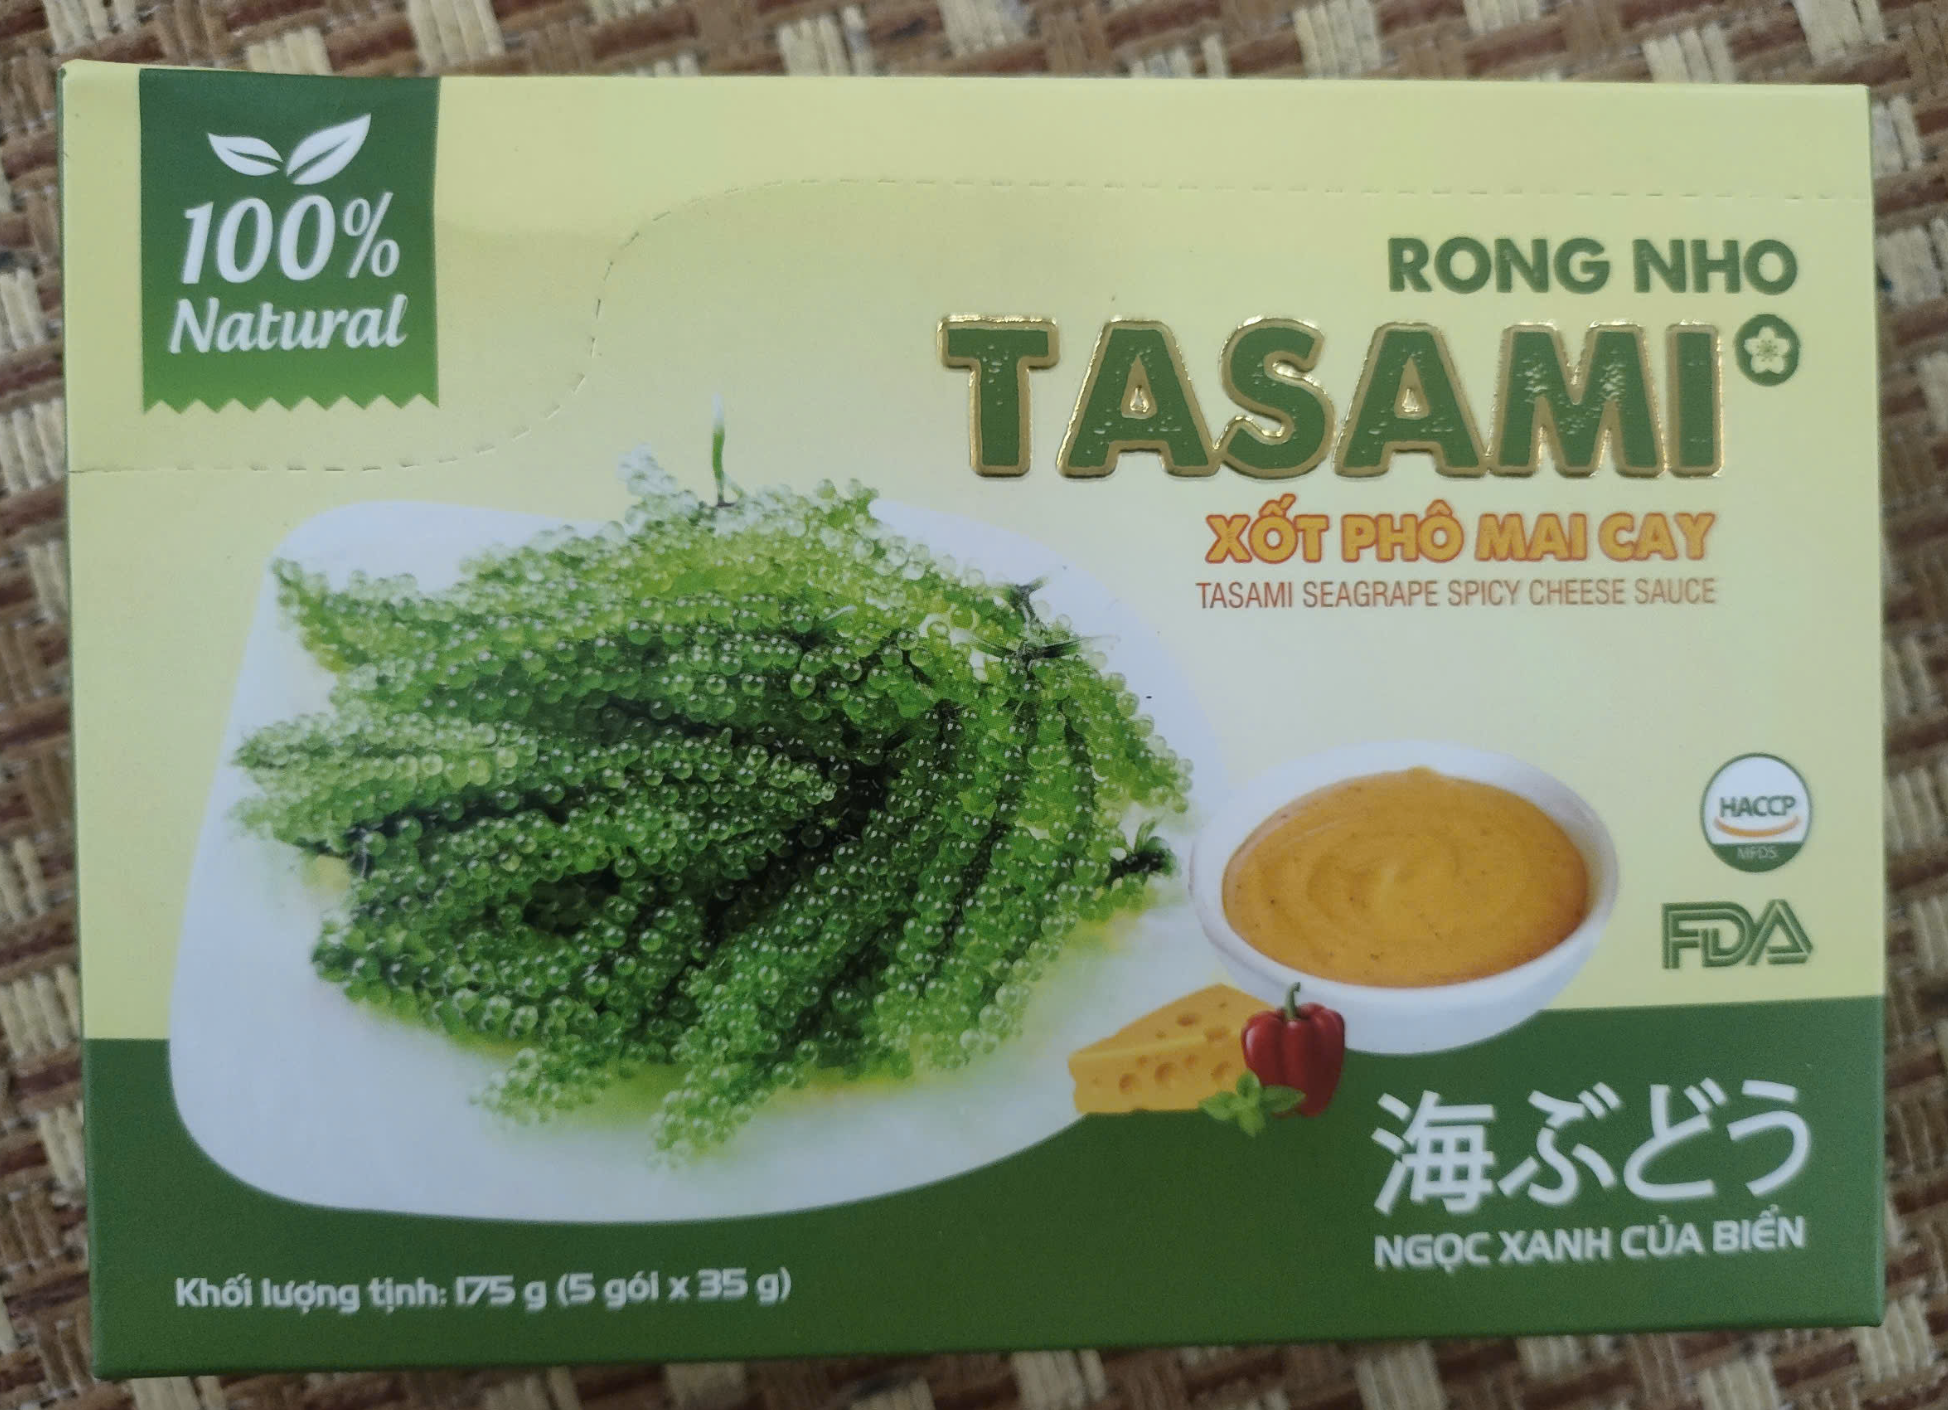 100%
Natural
RONG NHO
TASAMI
XỐT PHÔ MAI CAY
TASAMI SEAGRAPE SPICY CHEESE SAUCE
HACCP
MFDS
FDA
海ぶどう
NGỌC XANH CỦA BIỂN
Khối lượng tịnh: 175 g (5 gói x 35 g)